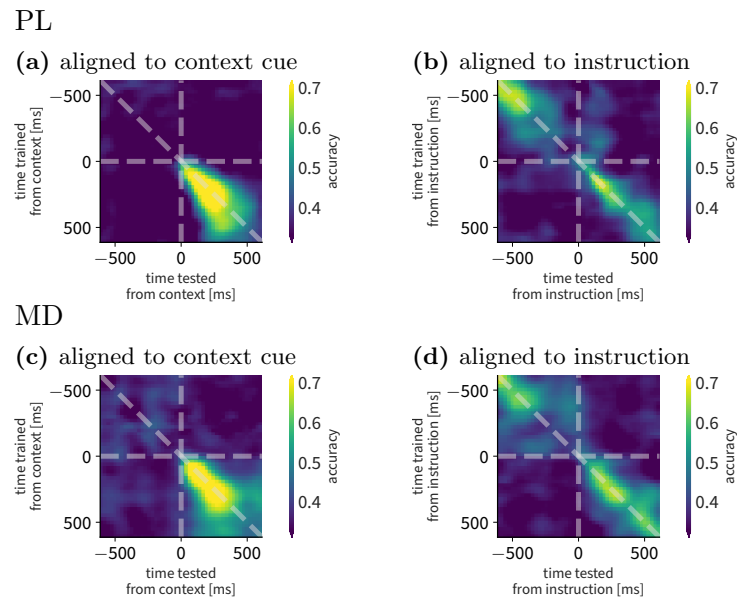 PL
(a) aligned to context cue
−500
0
500
time trained
from context [ms]
−500 0 500
time tested
from context [ms]
0.7
0.6
0.5
0.4
accuracy
(b) aligned to instruction
−500
0
500
time trained
from instruction [ms]
−500 0 500
time tested
from instruction [ms]
0.7
0.6
0.5
0.4
accuracy
MD
(c) aligned to context cue
−500
0
500
time trained
from context [ms]
−500 0 500
time tested
from context [ms]
0.7
0.6
0.5
0.4
accuracy
(d) aligned to instruction
−500
0
500
time trained
from instruction [ms]
−500 0 500
time tested
from instruction [ms]
0.7
0.6
0.5
0.4
accuracy